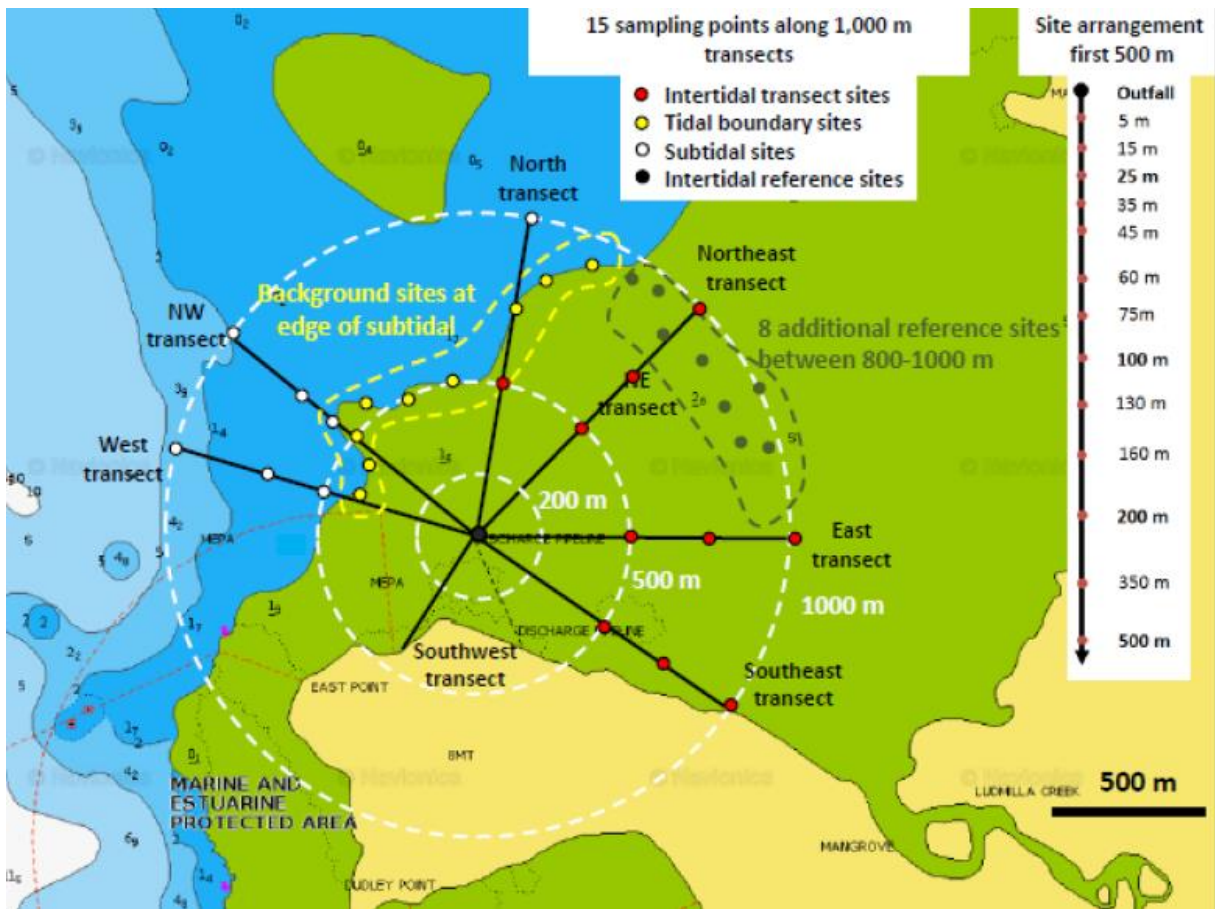 15 sampling points along 1,000 m
transects
Intertidal transect sites
Tidal boundary sites
Subtidal sites
Intertidal reference sites
Site arrangement
first 500 m
Outfall
5 m
15 m
25 m
35 m
45 m
60 m
75m
100 m
130 m
160 m
200 m
350 m
500 m
© Navionics
North
transect
Northeast
transect
Background sites at
edge of subtidal
NW
transect
8 additional reference sites
between 800-1000 m
NE
transect
West
transect
200 m
DISCHARGE PIPELINE
East
transect
500 m
1000 m
MEPA
MEPA
DISCHARGE PIPELINE
Southwest
transect
Southeast
transect
EAST POINT
8MT
MARINE AND
ESTUARINE
PROTECTED AREA
500 m
LUDMILLA CREEK
MANGROVE
DUDLEY POINT